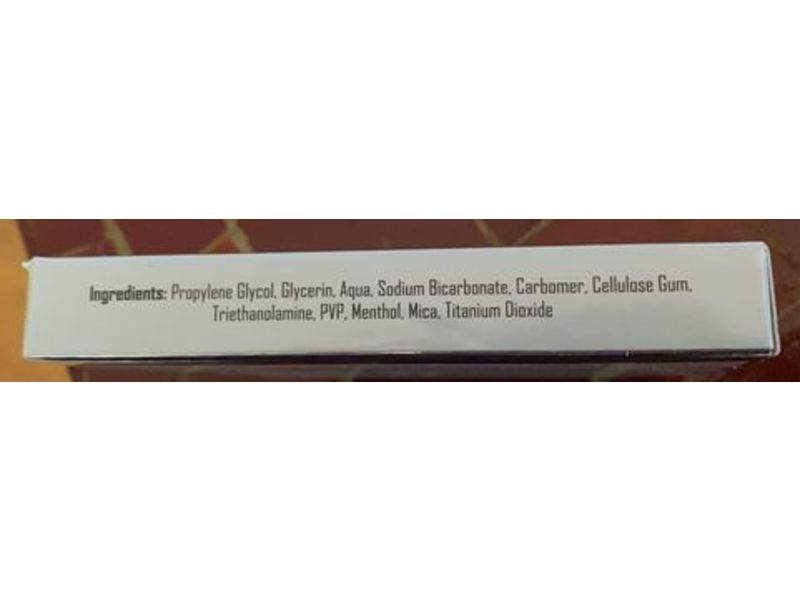 Ingredients: Propylene Glycol, Glycerin, Aqua, Sodium Bicarbonate, Carbomer, Cellulose Gum,
Triethanolamine, PVP, Menthol, Mica, Titanium Dioxide